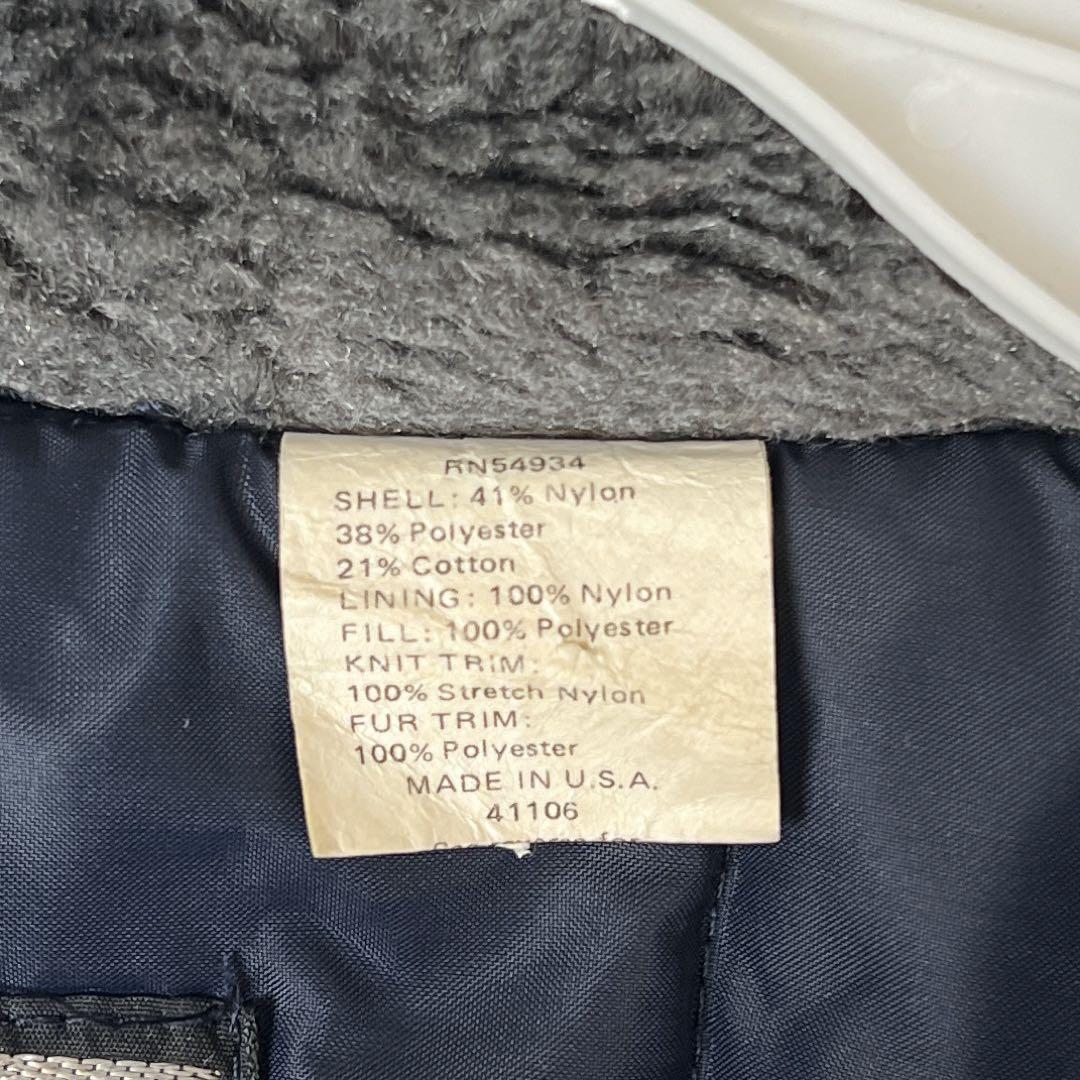 RN54934
SHELL: 41% Nylon
38% Polyester
21% Cotton
LINING: 100% Nylon
FILL: 100% Polyester
KNIT TRIM:
100% Stretch Nylon
FUR TRIM:
100% Polyester
MADE IN U.S.A.
41106
for